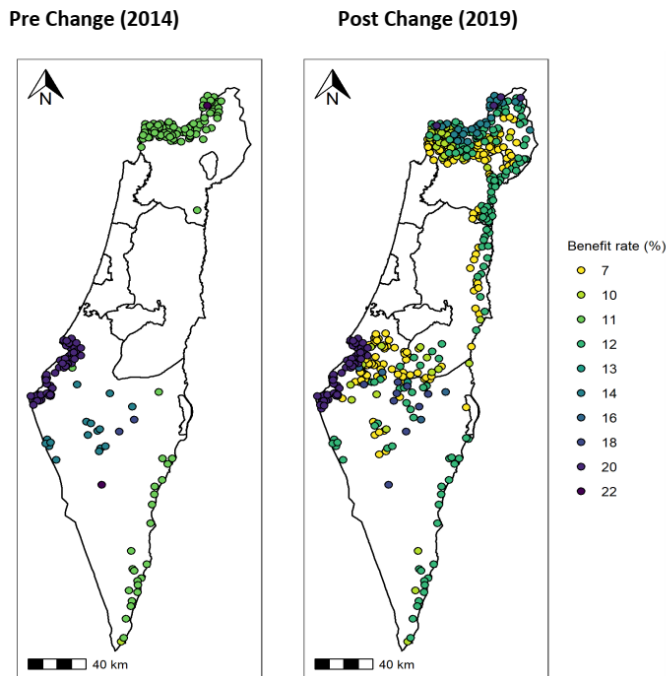 Pre Change (2014)
Post Change (2019)
N
N
Benefit rate (%)
7
10
11
12
13
14
16
18
20
22
40 km
40 km